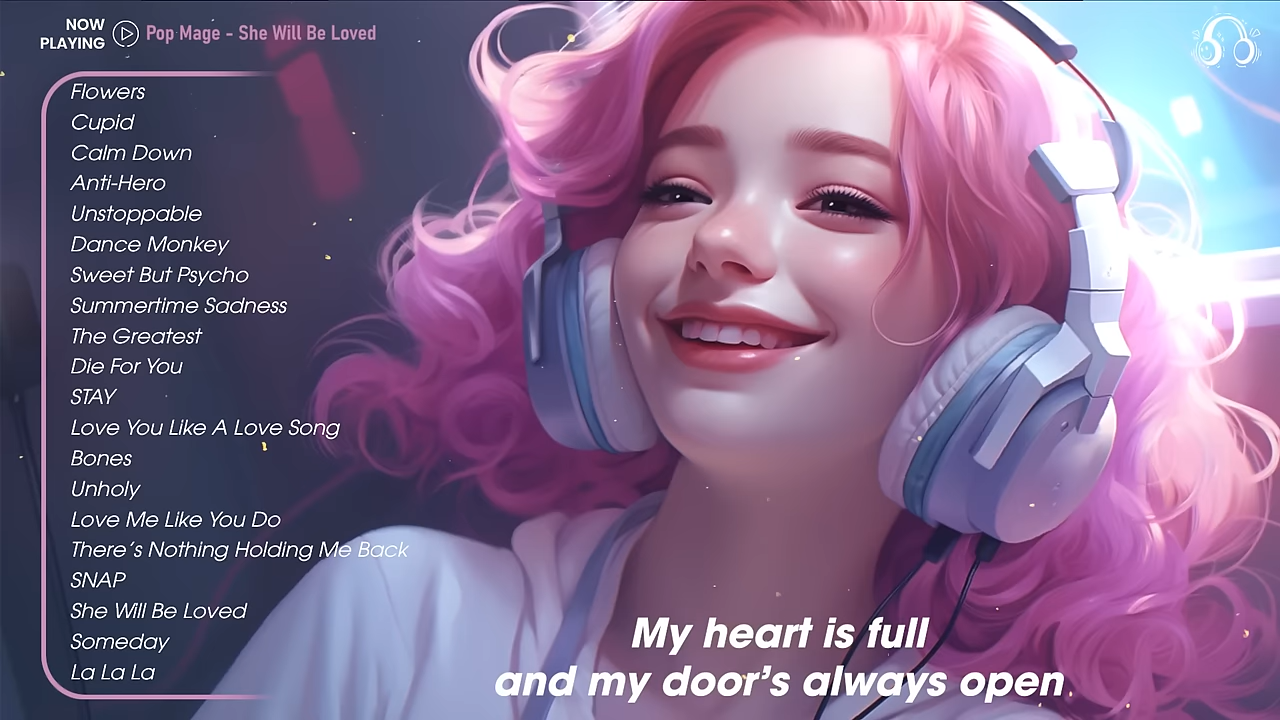 NOW
PLAYING
Pop Mage - She Will Be Loved
Flowers
Cupid
Calm Down
Anti-Hero
Unstoppable
Dance Monkey
Sweet But Psycho
Summertime Sadness
The Greatest
Die For You
STAY
Love You Like A Love Song
Bones
Unholy
Love Me Like You Do
There's Nothing Holding Me Back
SNAP
She Will Be Loved
Someday
La La La
My heart is full
and my door's always open